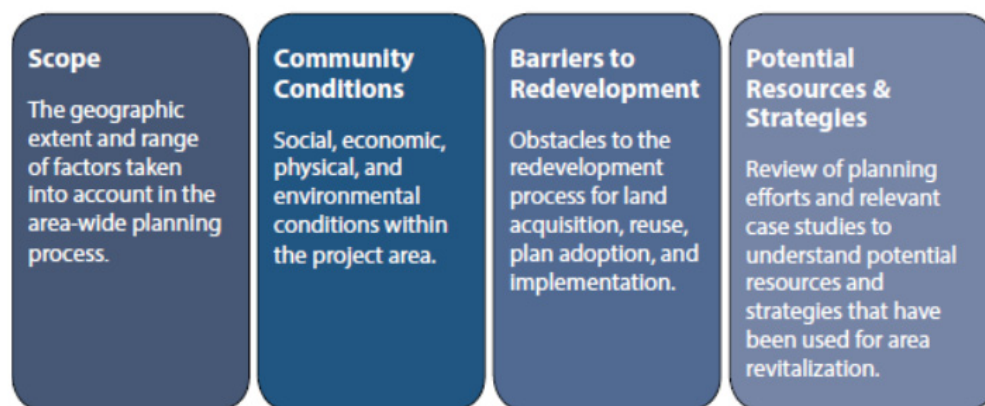 Scope
The geographic
extent and range
of factors taken
into account in the
area-wide planning
process.
Community
Conditions
Social, economic,
physical, and
environmental
conditions within
the project area.
Barriers to
Redevelopment
Obstacles to the
redevelopment
process for land
acquisition, reuse,
plan adoption, and
implementation.
Potential
Resources &
Strategies
Review of planning
efforts and relevant
case studies to
understand potential
resources and
strategies that have
been used for area
revitalization.